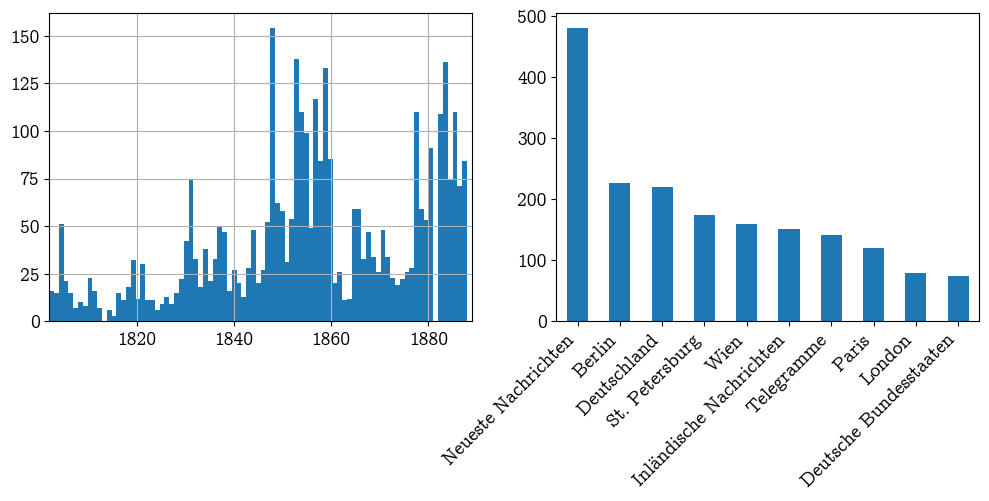 150
125
100
75
50
25
0
1820 1840 1860 1880
500
400
300
200
100
0
Neueste Nachrichten
Berlin
Deutschland
St. Petersburg
Wien
Inländische Nachrichten
Telegramme
Paris
London
Deutsche Bundesstaaten